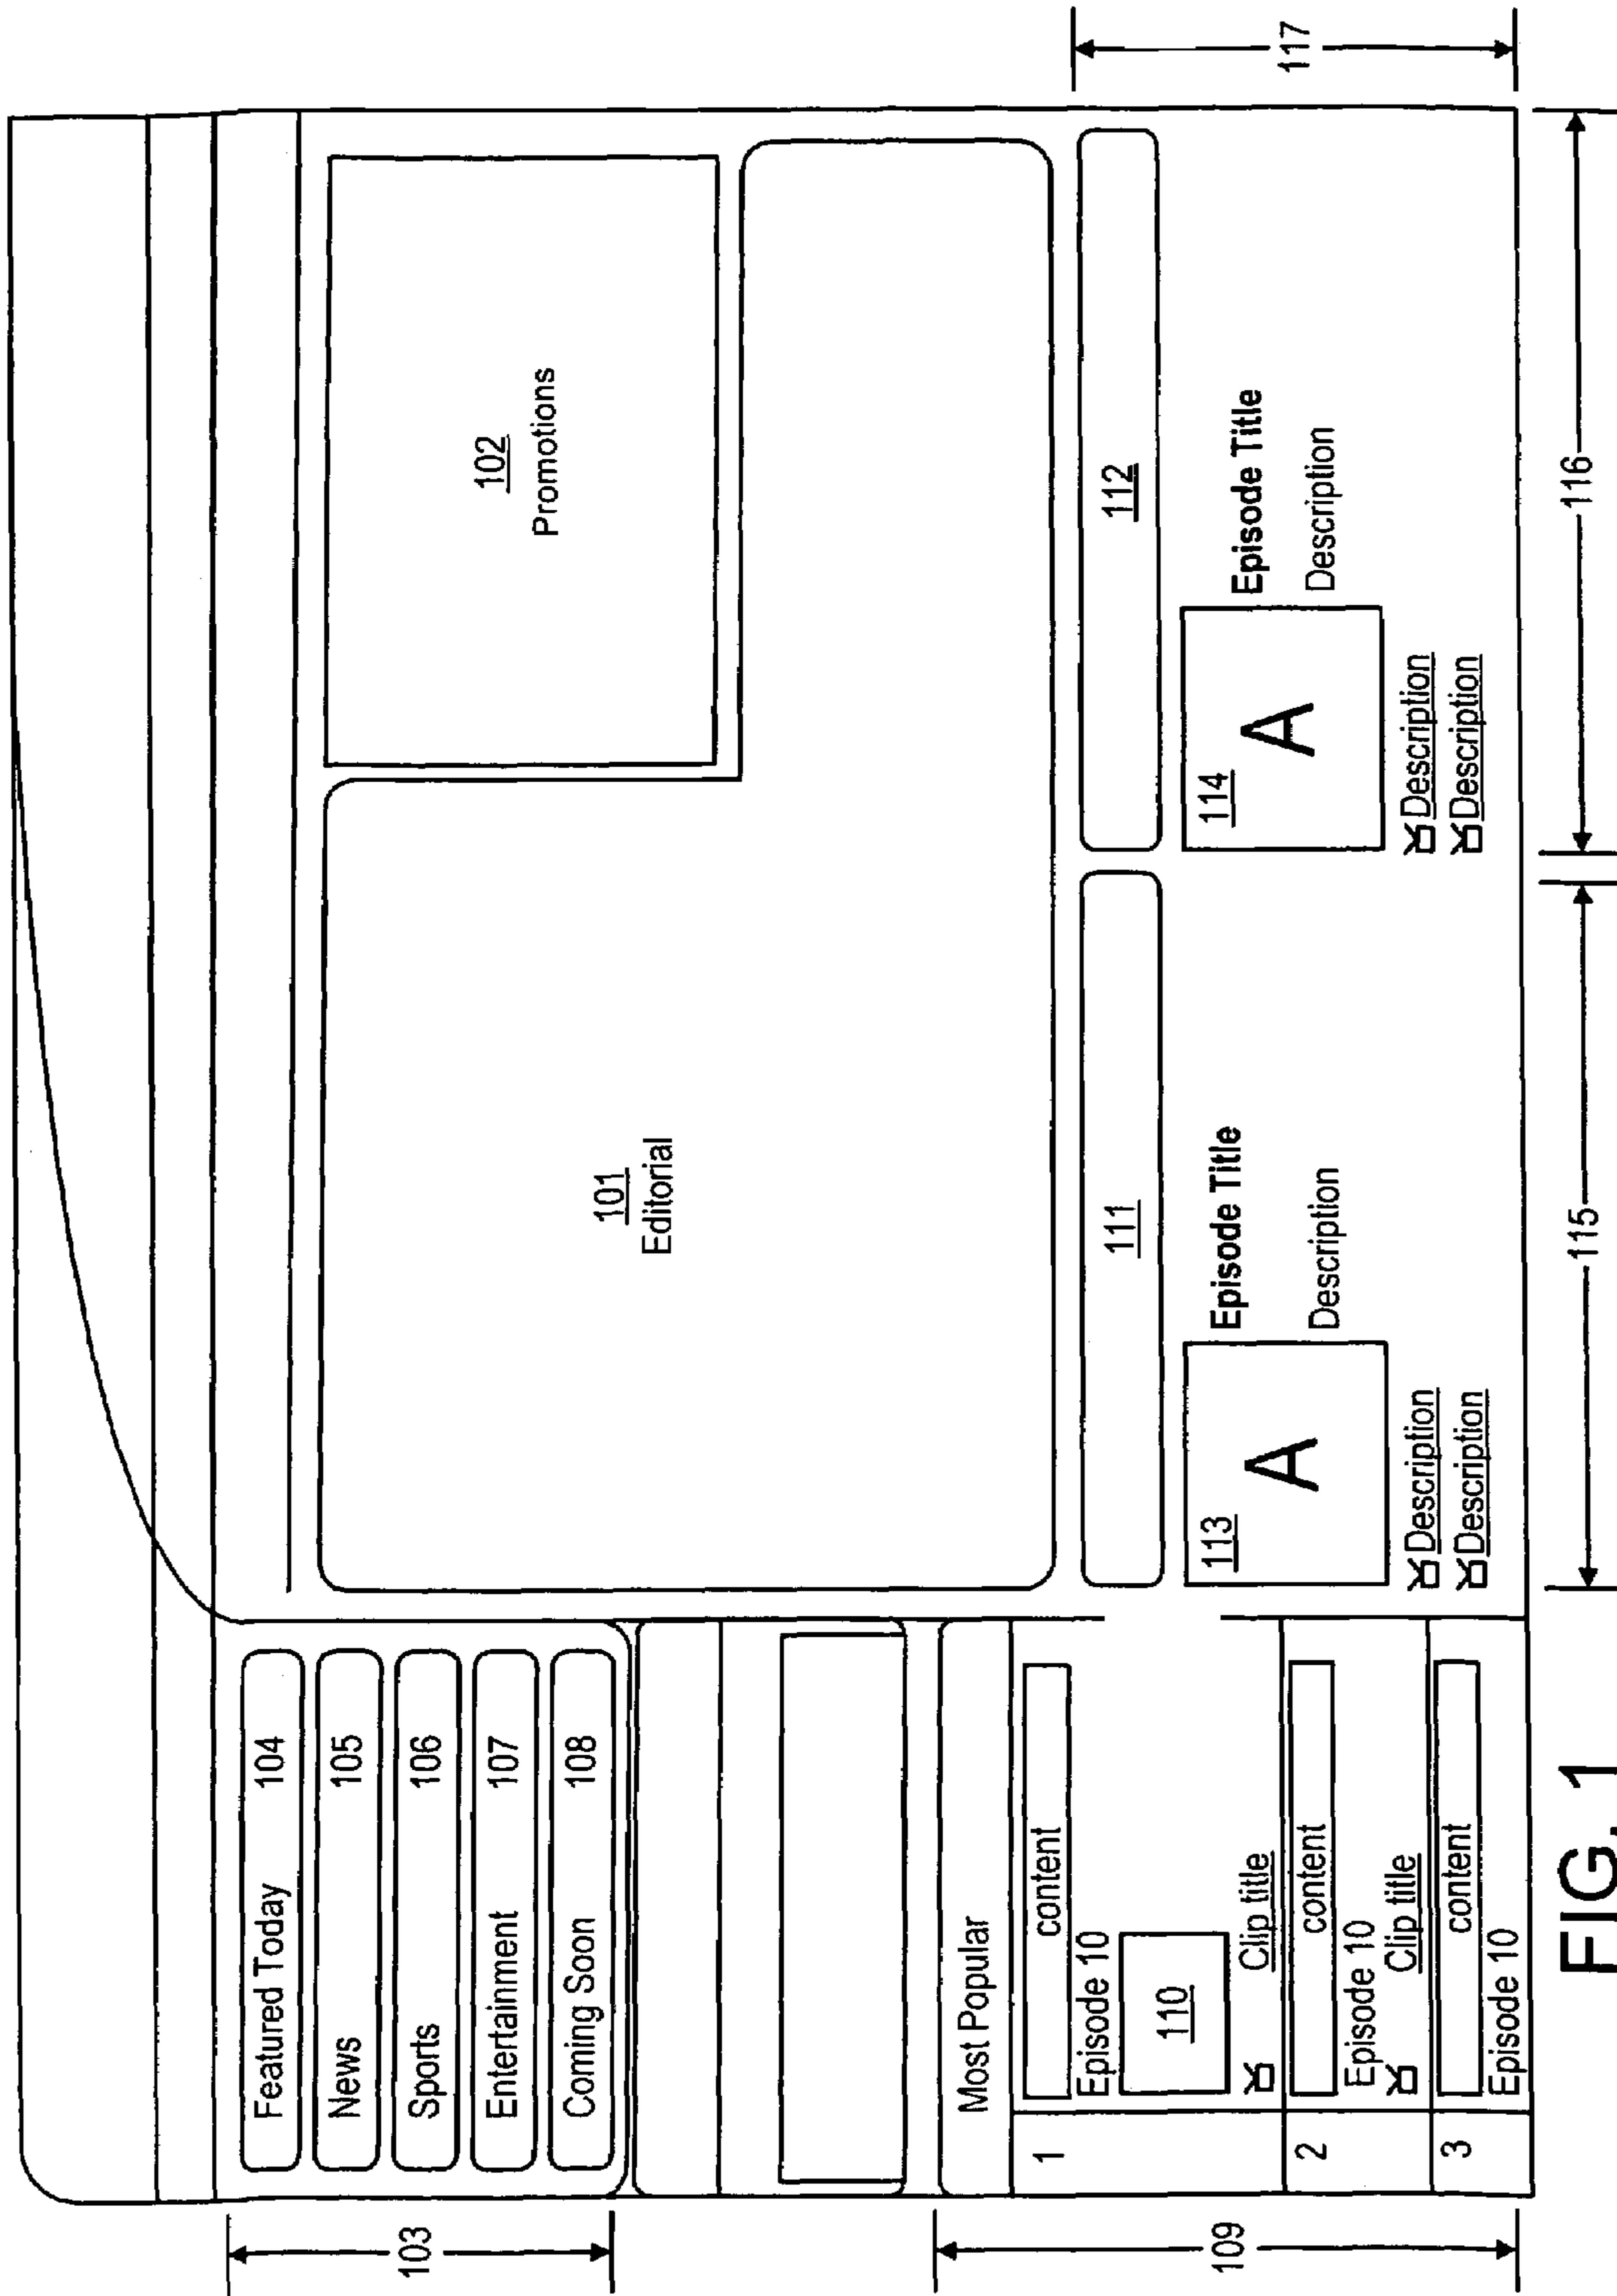 103
Featured Today 104
News 105
Sports 106
Entertainment 107
Coming Soon 108
101
Editorial
102
Promotions
109
Most Popular
1
content
Episode 10
110
Clip title
2
content
Episode 10
Clip title
3
content
Episode 10
111
113
A
Episode Title
Description
Description
Description
112
114
A
Episode Title
Description
Description
Description
117
115
116
FIG. 1